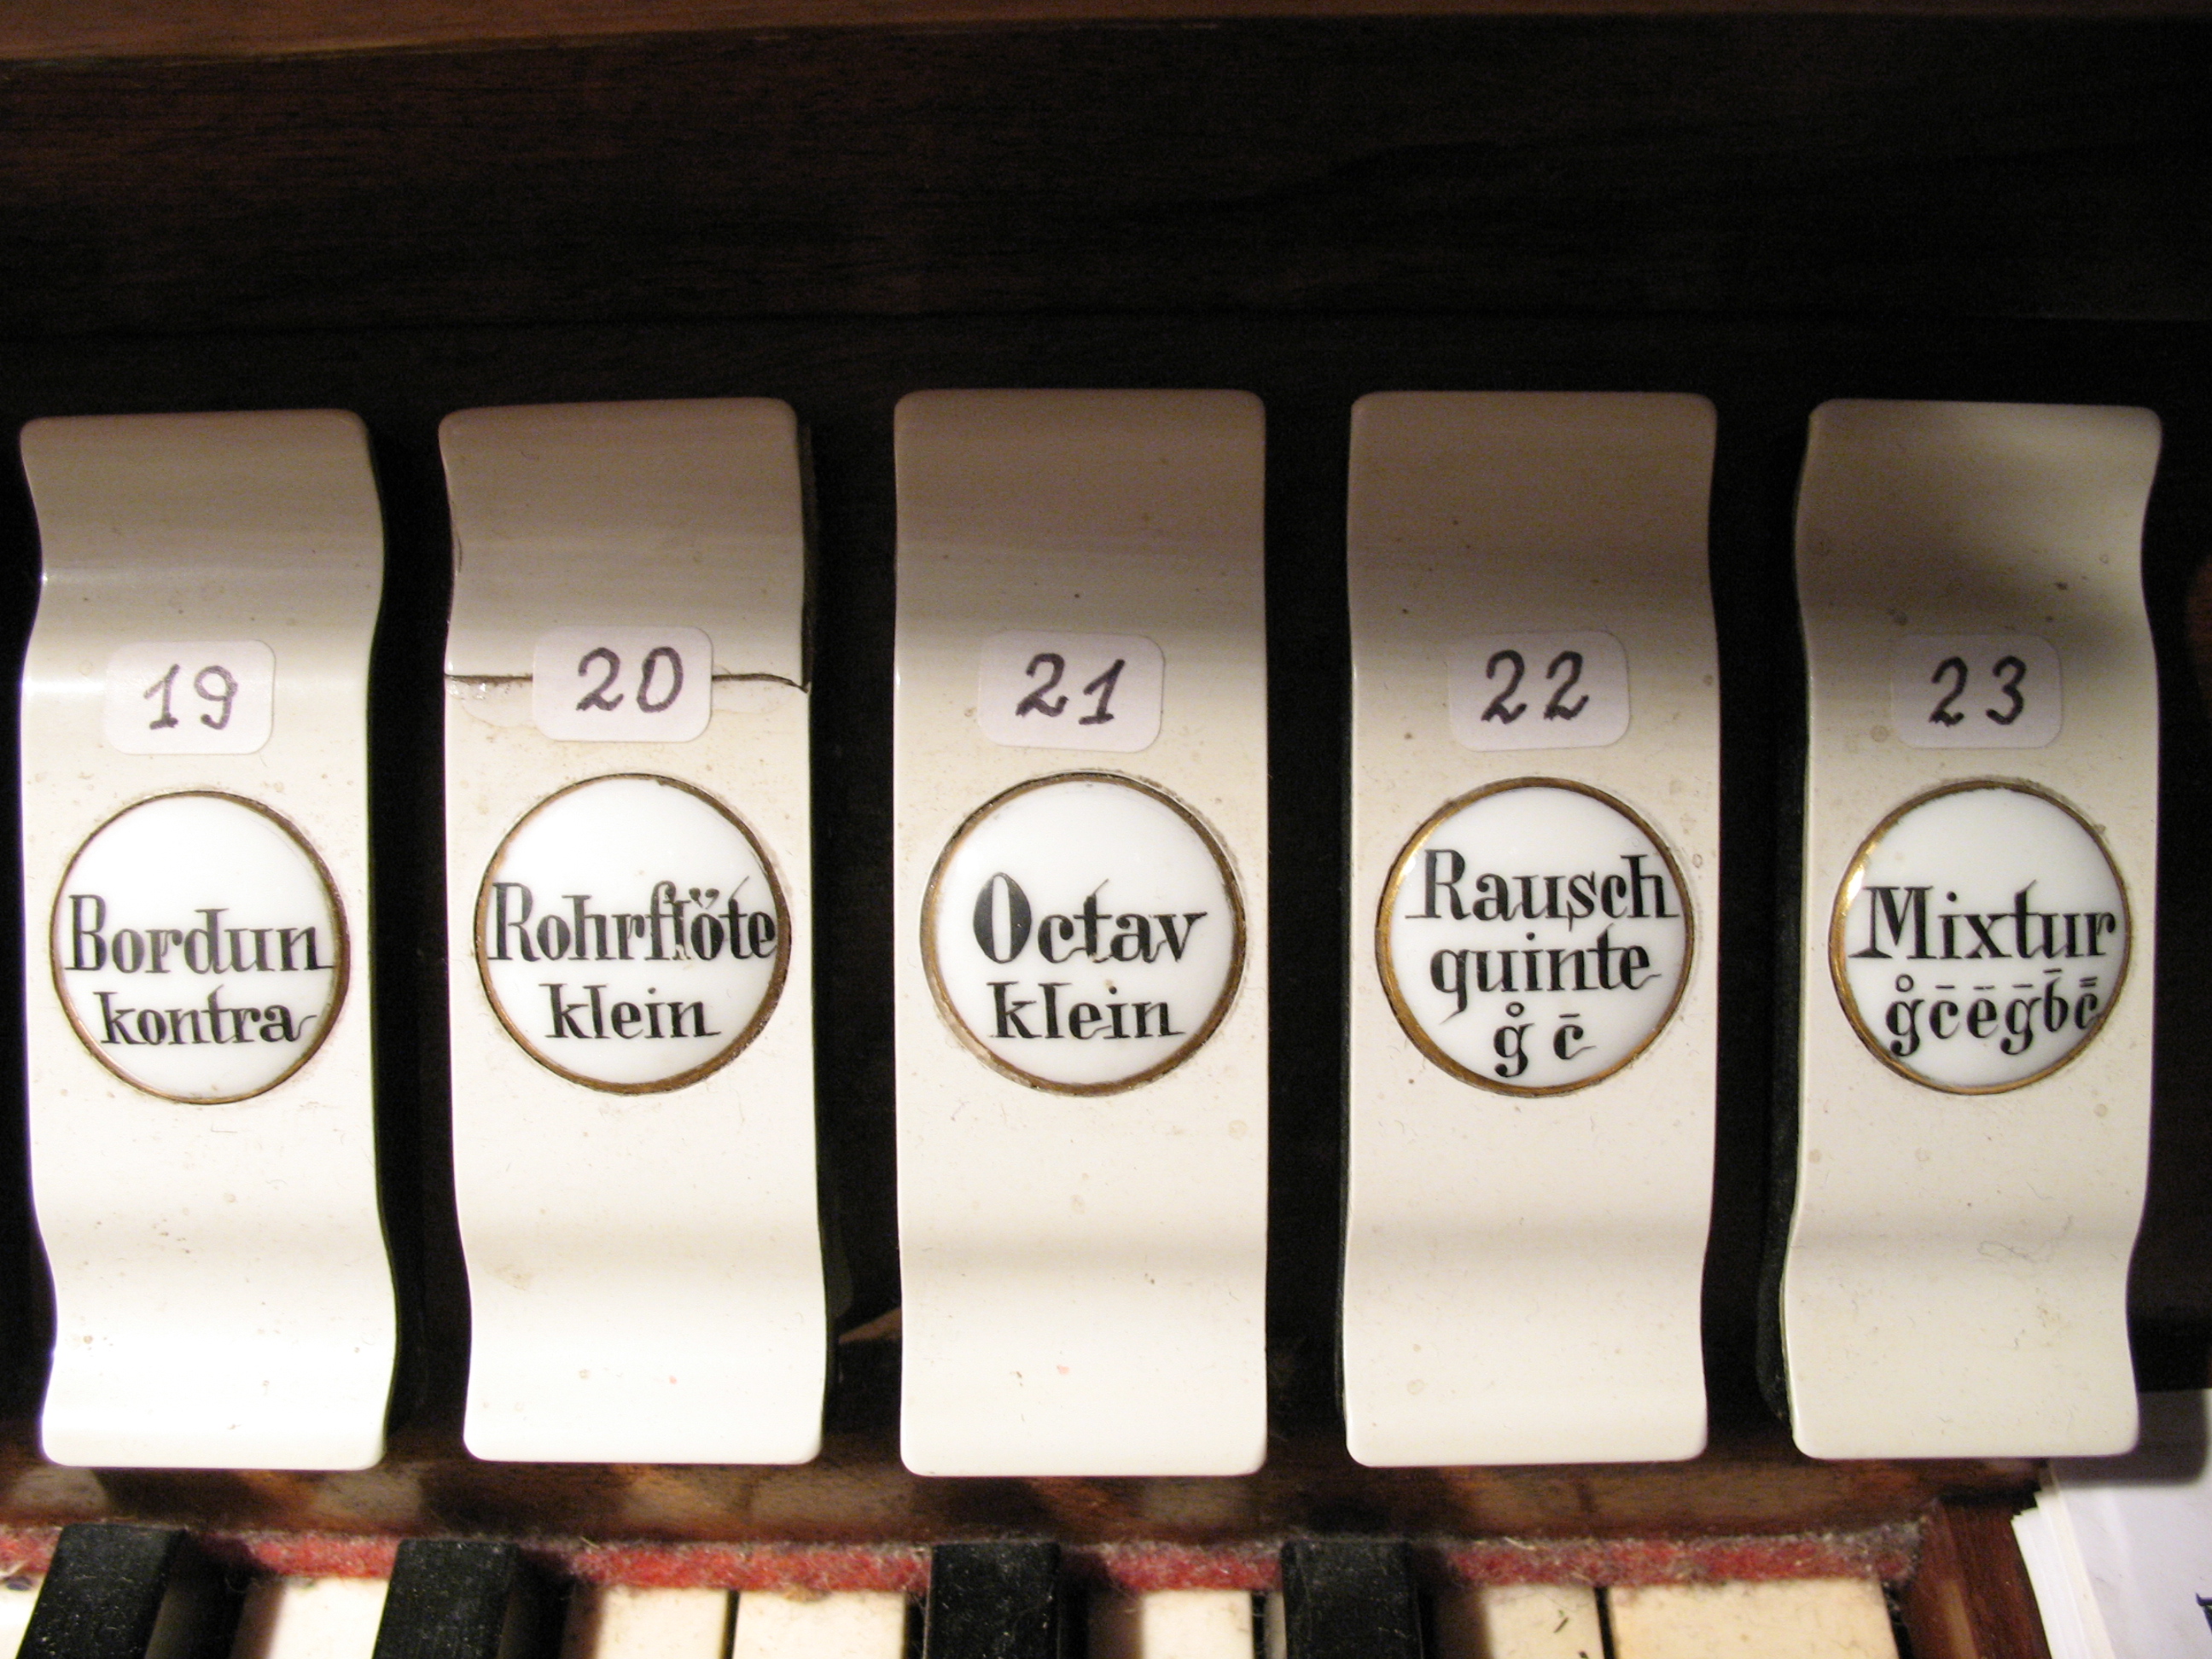 19
Bordun
kontra
20
Rohrflöte
klein
21
Octav
klein
22
Rausch
quinte
g̊ c̄
23
Mixtur
g̊ c̄ ē ḡ b̄ c̿